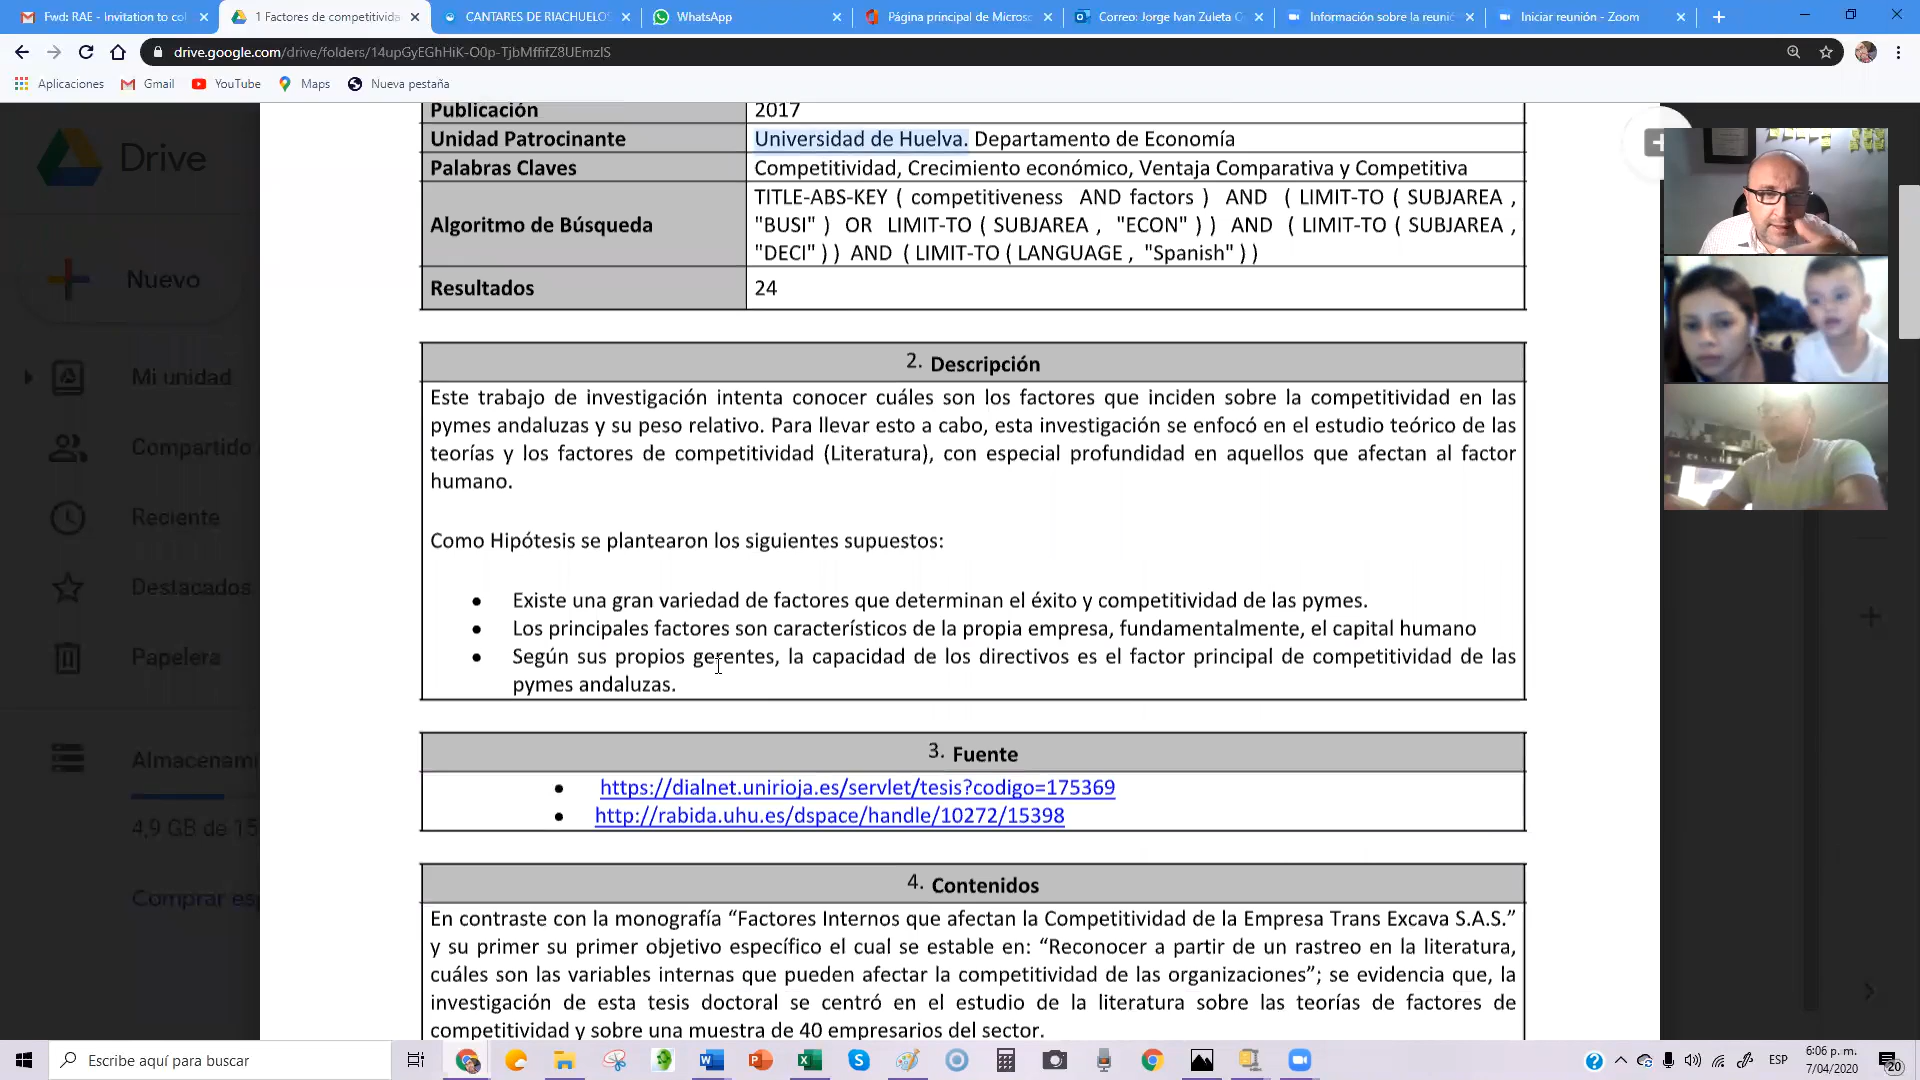 Fwd: RAE - Invitation to co
1 Factores de competitivida
CANTARES DE RIACHUELOS
WhatsApp
Página principal de Micros
Correo: Jorge Ivan Zuleta
Información sobre la reuni
Iniciar reunión - Zoom
drive.google.com/drive/folders/14upGyEGhHiK-O0p-TjbMffifZ8UEmzlS
Aplicaciones
Gmail
YouTube
Maps
Nueva pestaña
Drive
Nuevo
Mi unidad
Compartido
Reciente
Destacados
Papelera
Almacenami
4,9 GB de 15
Comprar esp
Publicación 2017
Unidad Patrocinante Universidad de Huelva. Departamento de Economía
Palabras Claves Competitividad, Crecimiento económico, Ventaja Comparativa y Competitiva
Algoritmo de Búsqueda
TITLE-ABS-KEY ( competitiveness AND factors ) AND ( LIMIT-TO ( SUBJAREA ,
"BUSI" ) OR LIMIT-TO ( SUBJAREA , "ECON" ) ) AND ( LIMIT-TO ( SUBJAREA ,
"DECI" ) ) AND ( LIMIT-TO ( LANGUAGE , "Spanish" ) )
Resultados 24
2. Descripción
Este trabajo de investigación intenta conocer cuáles son los factores que inciden sobre la competitividad en las
pymes andaluzas y su peso relativo. Para llevar esto a cabo, esta investigación se enfocó en el estudio teórico de las
teorías y los factores de competitividad (Literatura), con especial profundidad en aquellos que afectan al factor
humano.
Como Hipótesis se plantearon los siguientes supuestos:
• Existe una gran variedad de factores que determinan el éxito y competitividad de las pymes.
• Los principales factores son característicos de la propia empresa, fundamentalmente, el capital humano
• Según sus propios gerentes, la capacidad de los directivos es el factor principal de competitividad de las
pymes andaluzas.
3. Fuente
• https://dialnet.unirioja.es/servlet/tesis?codigo=175369
• http://rabida.uhu.es/dspace/handle/10272/15398
4. Contenidos
En contraste con la monografía “Factores Internos que afectan la Competitividad de la Empresa Trans Excava S.A.S.”
y su primer su primer objetivo específico el cual se estable en: “Reconocer a partir de un rastreo en la literatura,
cuáles son las variables internas que pueden afectar la competitividad de las organizaciones”; se evidencia que, la
investigación de esta tesis doctoral se centró en el estudio de la literatura sobre las teorías de factores de
competitividad y sobre una muestra de 40 empresarios del sector.
Escribe aquí para buscar
ESP
6:06 p. m.
7/04/2020
20